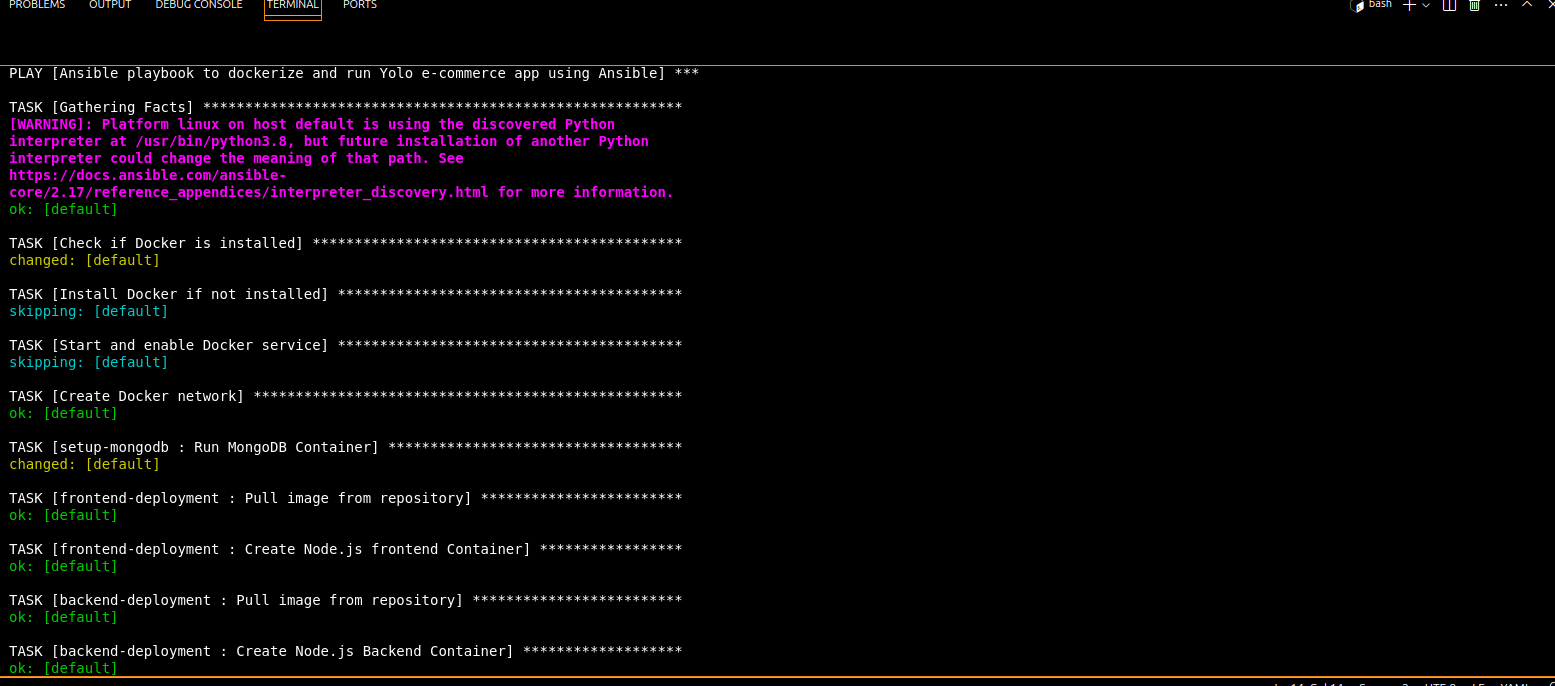 PROBLEMS OUTPUT DEBUG CONSOLE TERMINAL PORTS bash
PLAY [Ansible playbook to dockerize and run Yolo e-commerce app using Ansible] ***
TASK [Gathering Facts] *********************************************************
[WARNING]: Platform linux on host default is using the discovered Python
interpreter at /usr/bin/python3.8, but future installation of another Python
interpreter could change the meaning of that path. See
https://docs.ansible.com/ansible-
core/2.17/reference_appendices/interpreter_discovery.html for more information.
ok: [default]
TASK [Check if Docker is installed] ********************************************
changed: [default]
TASK [Install Docker if not installed] *****************************************
skipping: [default]
TASK [Start and enable Docker service] *****************************************
skipping: [default]
TASK [Create Docker network] ***************************************************
ok: [default]
TASK [setup-mongodb : Run MongoDB Container] ***********************************
changed: [default]
TASK [frontend-deployment : Pull image from repository] ************************
ok: [default]
TASK [frontend-deployment : Create Node.js frontend Container] *****************
ok: [default]
TASK [backend-deployment : Pull image from repository] *************************
ok: [default]
TASK [backend-deployment : Create Node.js Backend Container] *******************
ok: [default]